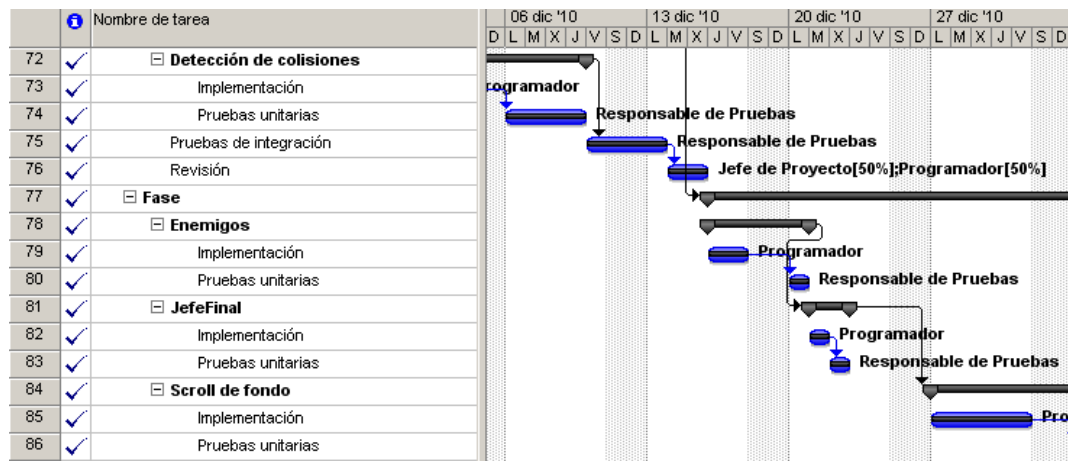 Nombre de tarea
06 dic '10 13 dic '10 20 dic '10 27 dic '10
D L M X J V S D L M X J V S D L M X J V S D L M X J V S D
72 Detección de colisiones
73 Implementación rogramador
74 Pruebas unitarias Responsable de Pruebas
75 Pruebas de integración Responsable de Pruebas
76 Revisión Jefe de Proyecto[50%];Programador[50%]
77 Fase
78 Enemigos
79 Implementación Programador
80 Pruebas unitarias Responsable de Pruebas
81 JefeFinal
82 Implementación Programador
83 Pruebas unitarias Responsable de Pruebas
84 Scroll de fondo
85 Implementación Pro
86 Pruebas unitarias